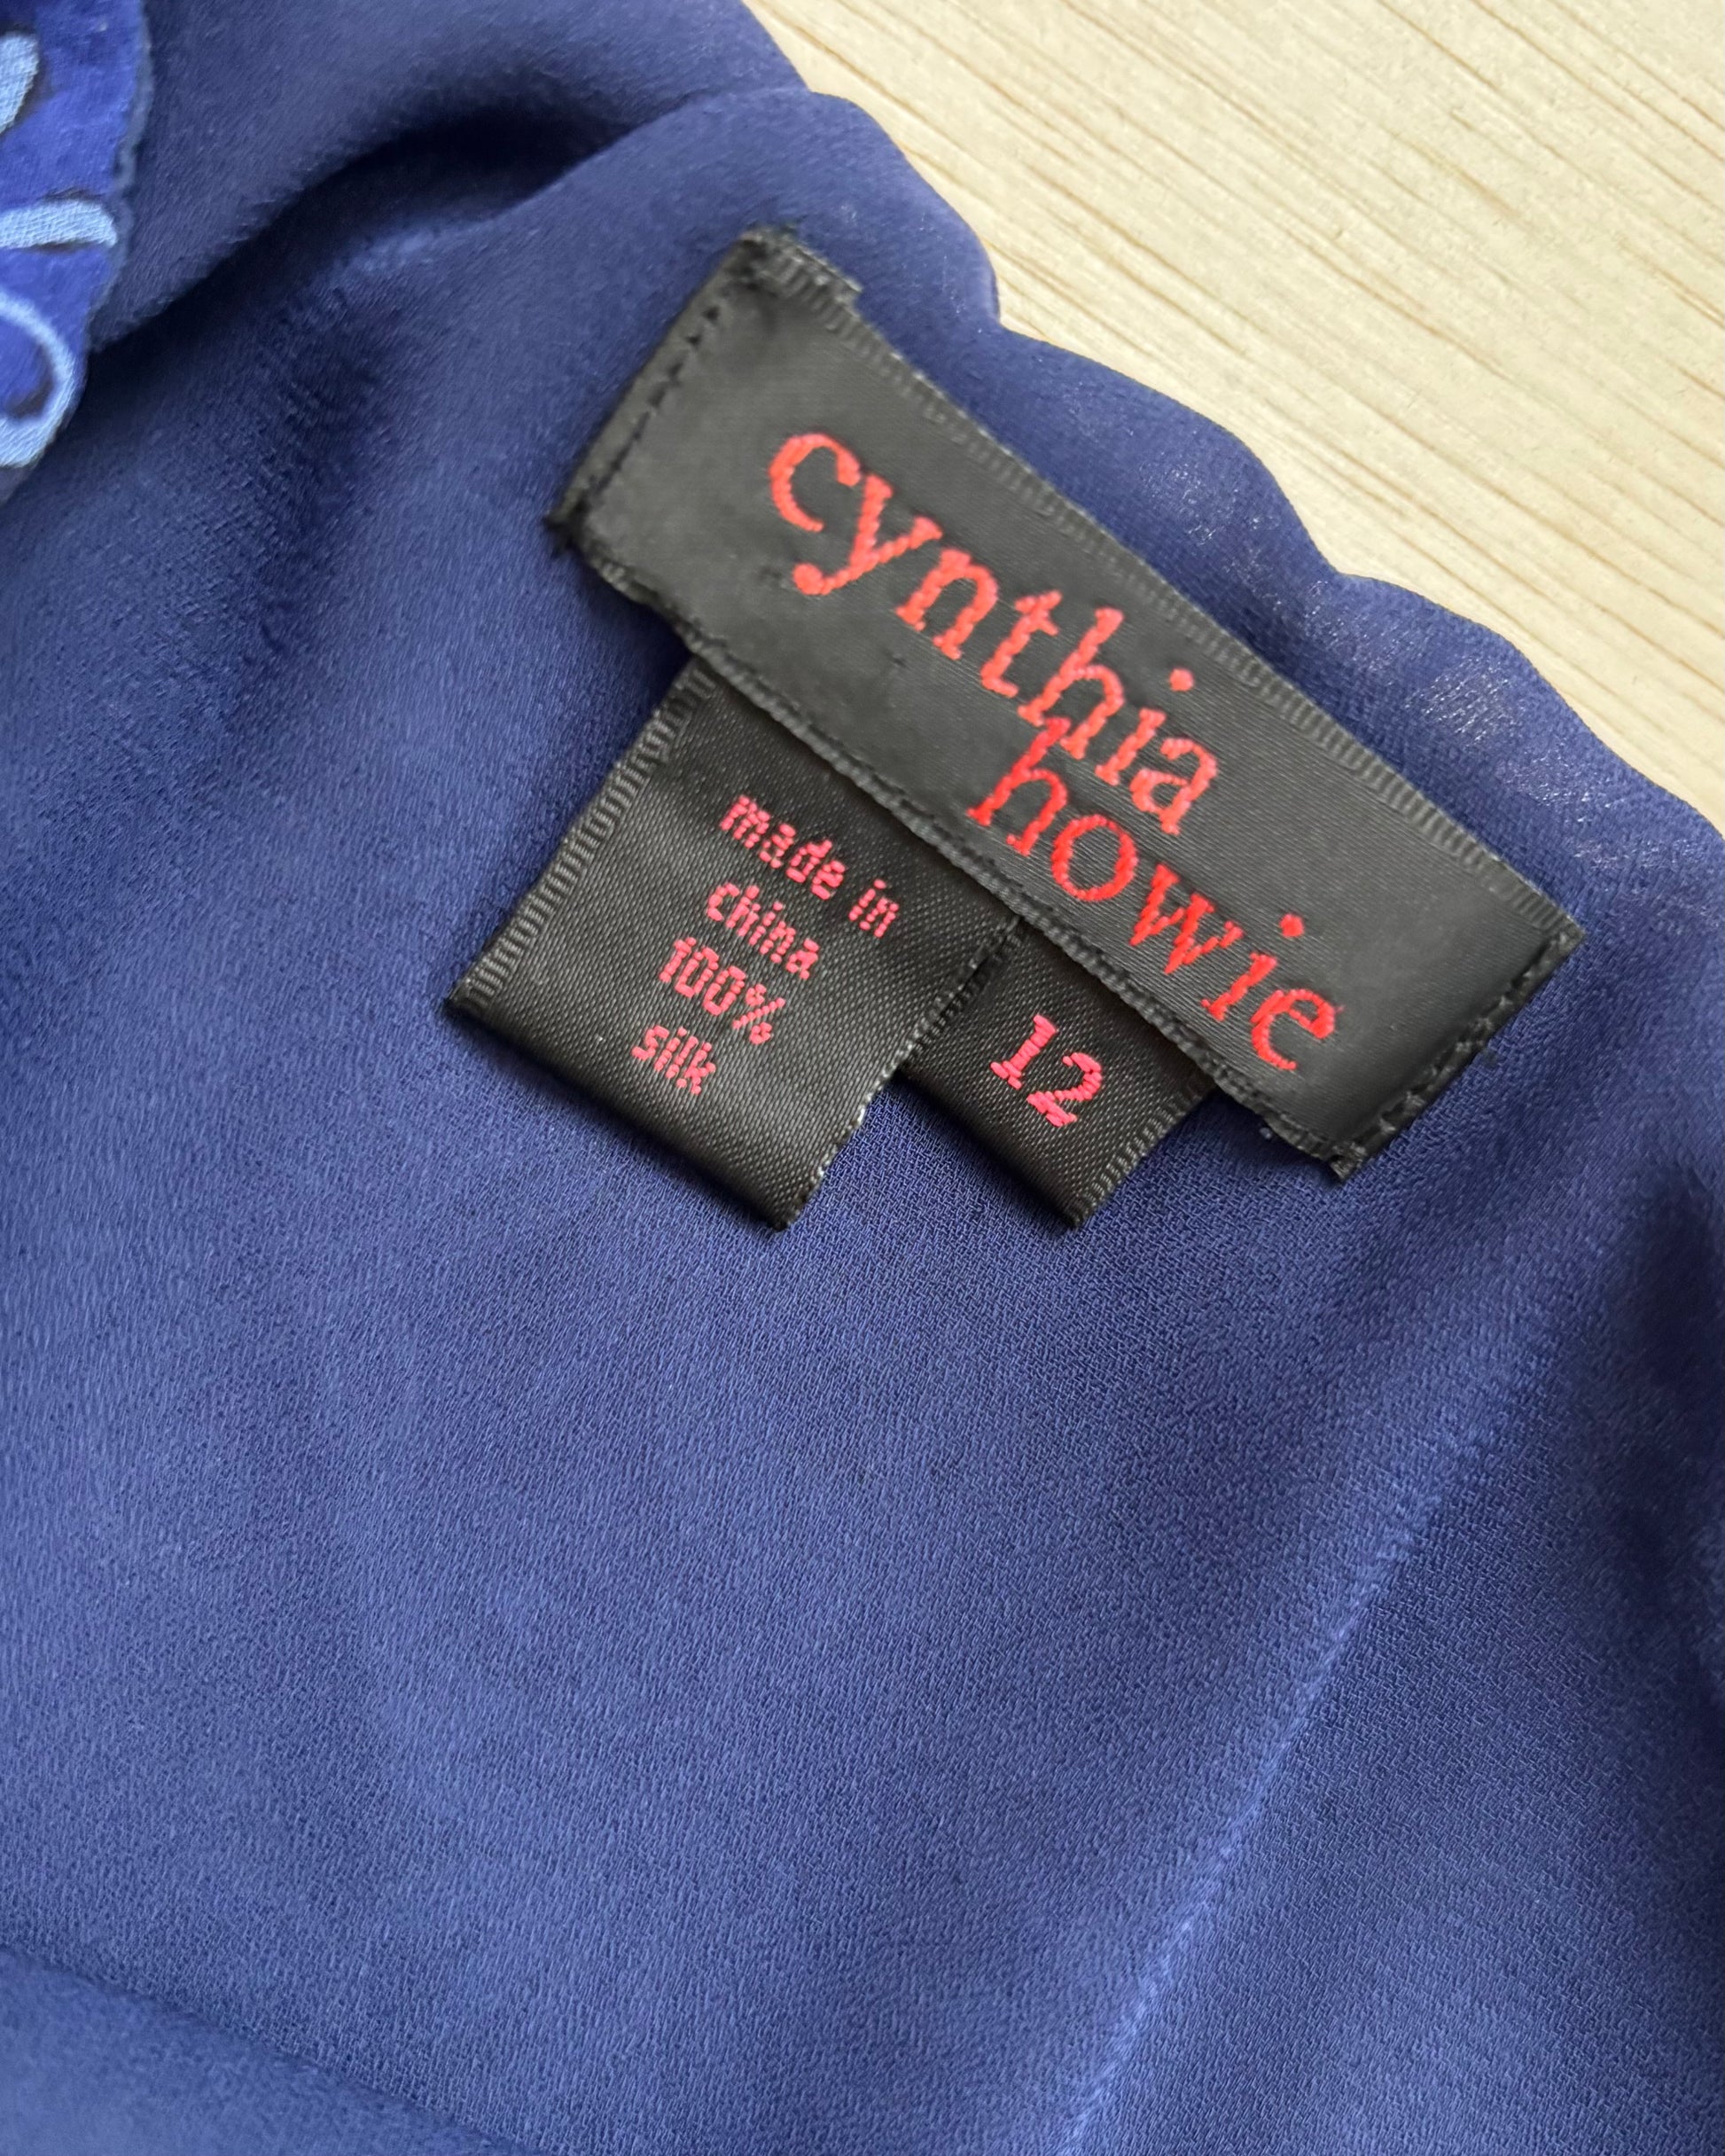 cynthia
howie
made in
china
100%
silk
12